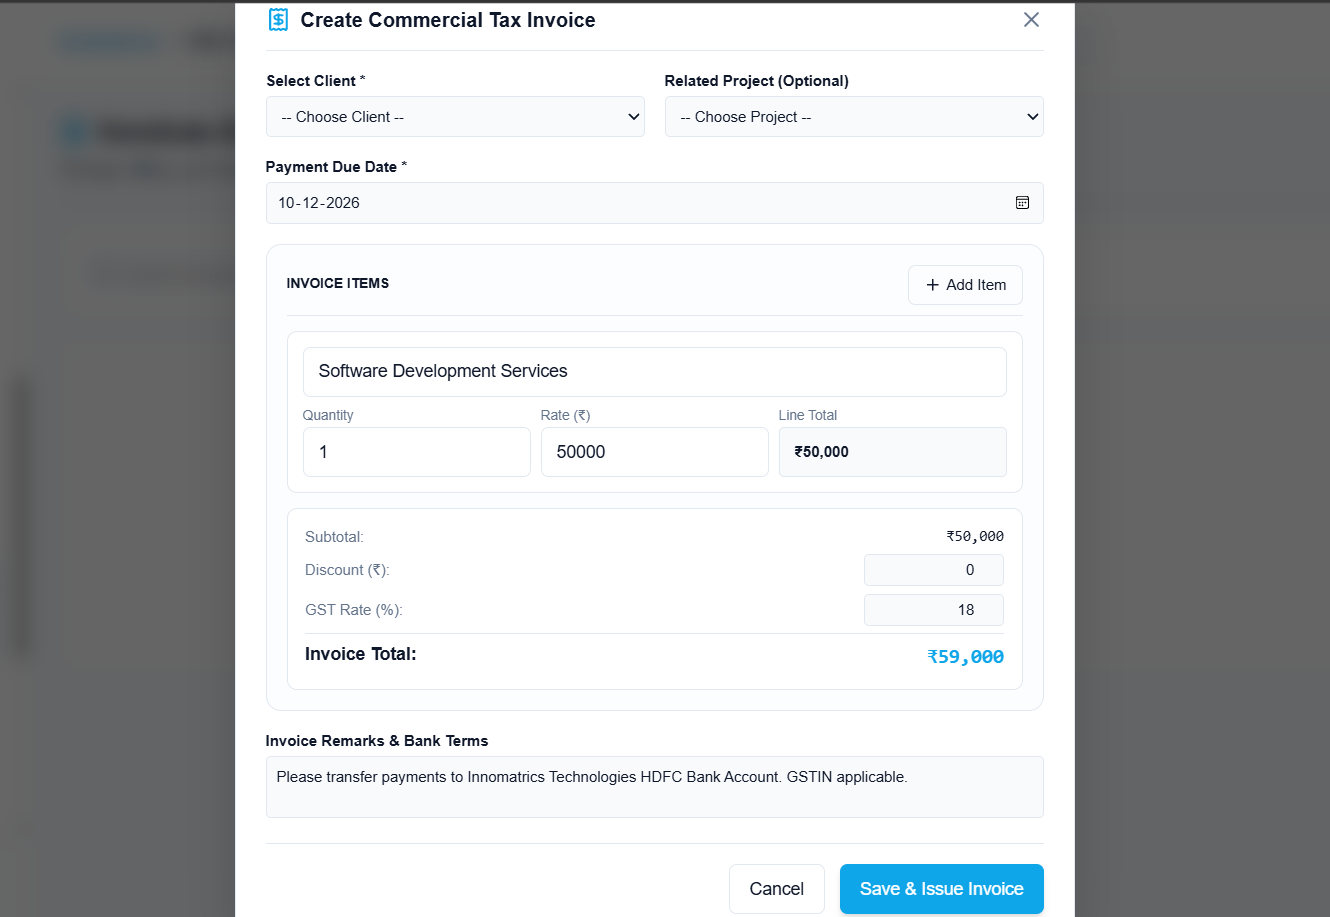 Create Commercial Tax Invoice
Select Client * Related Project (Optional)
-- Choose Client -- -- Choose Project --
Payment Due Date *
10-12-2026
INVOICE ITEMS + Add Item
Software Development Services
Quantity Rate (₹) Line Total
1 50000 ₹50,000
Subtotal: ₹50,000
Discount (₹): 0
GST Rate (%): 18
Invoice Total: ₹59,000
Invoice Remarks & Bank Terms
Please transfer payments to Innomatrics Technologies HDFC Bank Account. GSTIN applicable.
Cancel Save & Issue Invoice